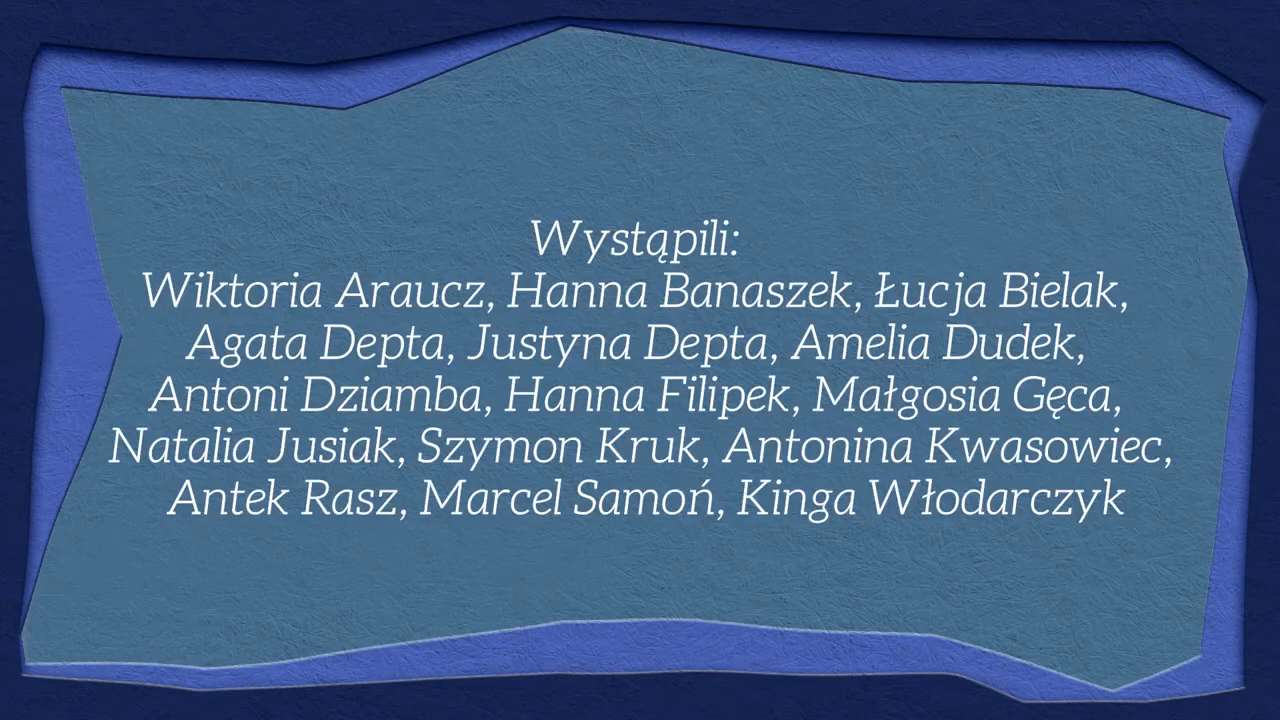 Wystąpili:
Wiktoria Araucz, Hanna Banaszek, Łucja Bielak,
Agata Depta, Justyna Depta, Amelia Dudek,
Antoni Dziamba, Hanna Filipek, Małgosia Gęca,
Natalia Jusiak, Szymon Kruk, Antonina Kwasowiec,
Antek Rasz, Marcel Samoń, Kinga Włodarczyk